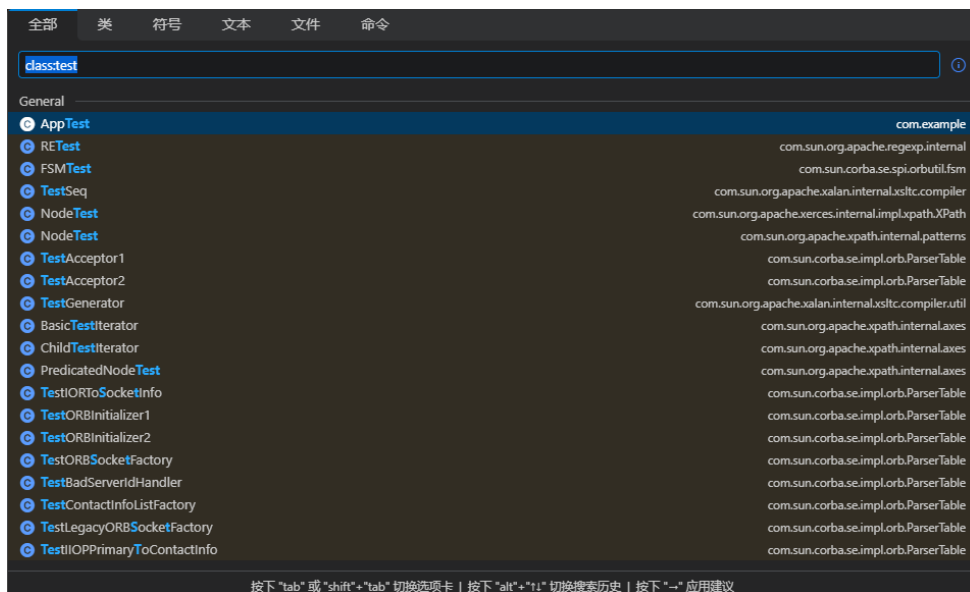 全部 类 符号 文本 文件 命令
class:test
General
AppTest com.example
RETest com.sun.org.apache.regexp.internal
FSMTest com.sun.corba.se.spi.orbutil.fsm
TestSeq com.sun.org.apache.xalan.internal.xsltc.compiler
NodeTest com.sun.org.apache.xerces.internal.impl.xpath.XPath
NodeTest com.sun.org.apache.xpath.internal.patterns
TestAcceptor1 com.sun.corba.se.impl.orb.ParserTable
TestAcceptor2 com.sun.corba.se.impl.orb.ParserTable
TestGenerator com.sun.org.apache.xalan.internal.xsltc.compiler.util
BasicTestIterator com.sun.org.apache.xpath.internal.axes
ChildTestIterator com.sun.org.apache.xpath.internal.axes
PredicatedNodeTest com.sun.org.apache.xpath.internal.axes
TestIORToSocketInfo com.sun.corba.se.impl.orb.ParserTable
TestORBInitializer1 com.sun.corba.se.impl.orb.ParserTable
TestORBInitializer2 com.sun.corba.se.impl.orb.ParserTable
TestORBSocketFactory com.sun.corba.se.impl.orb.ParserTable
TestBadServerIdHandler com.sun.corba.se.impl.orb.ParserTable
TestContactInfoListFactory com.sun.corba.se.impl.orb.ParserTable
TestLegacyORBSocketFactory com.sun.corba.se.impl.orb.ParserTable
TestIIOPPrimaryToContactInfo com.sun.corba.se.impl.orb.ParserTable
按下 "tab" 或 "shift"+"tab" 切换选项卡 | 按下 "alt"+"↑↓" 切换搜索历史 | 按下 "→" 应用建议